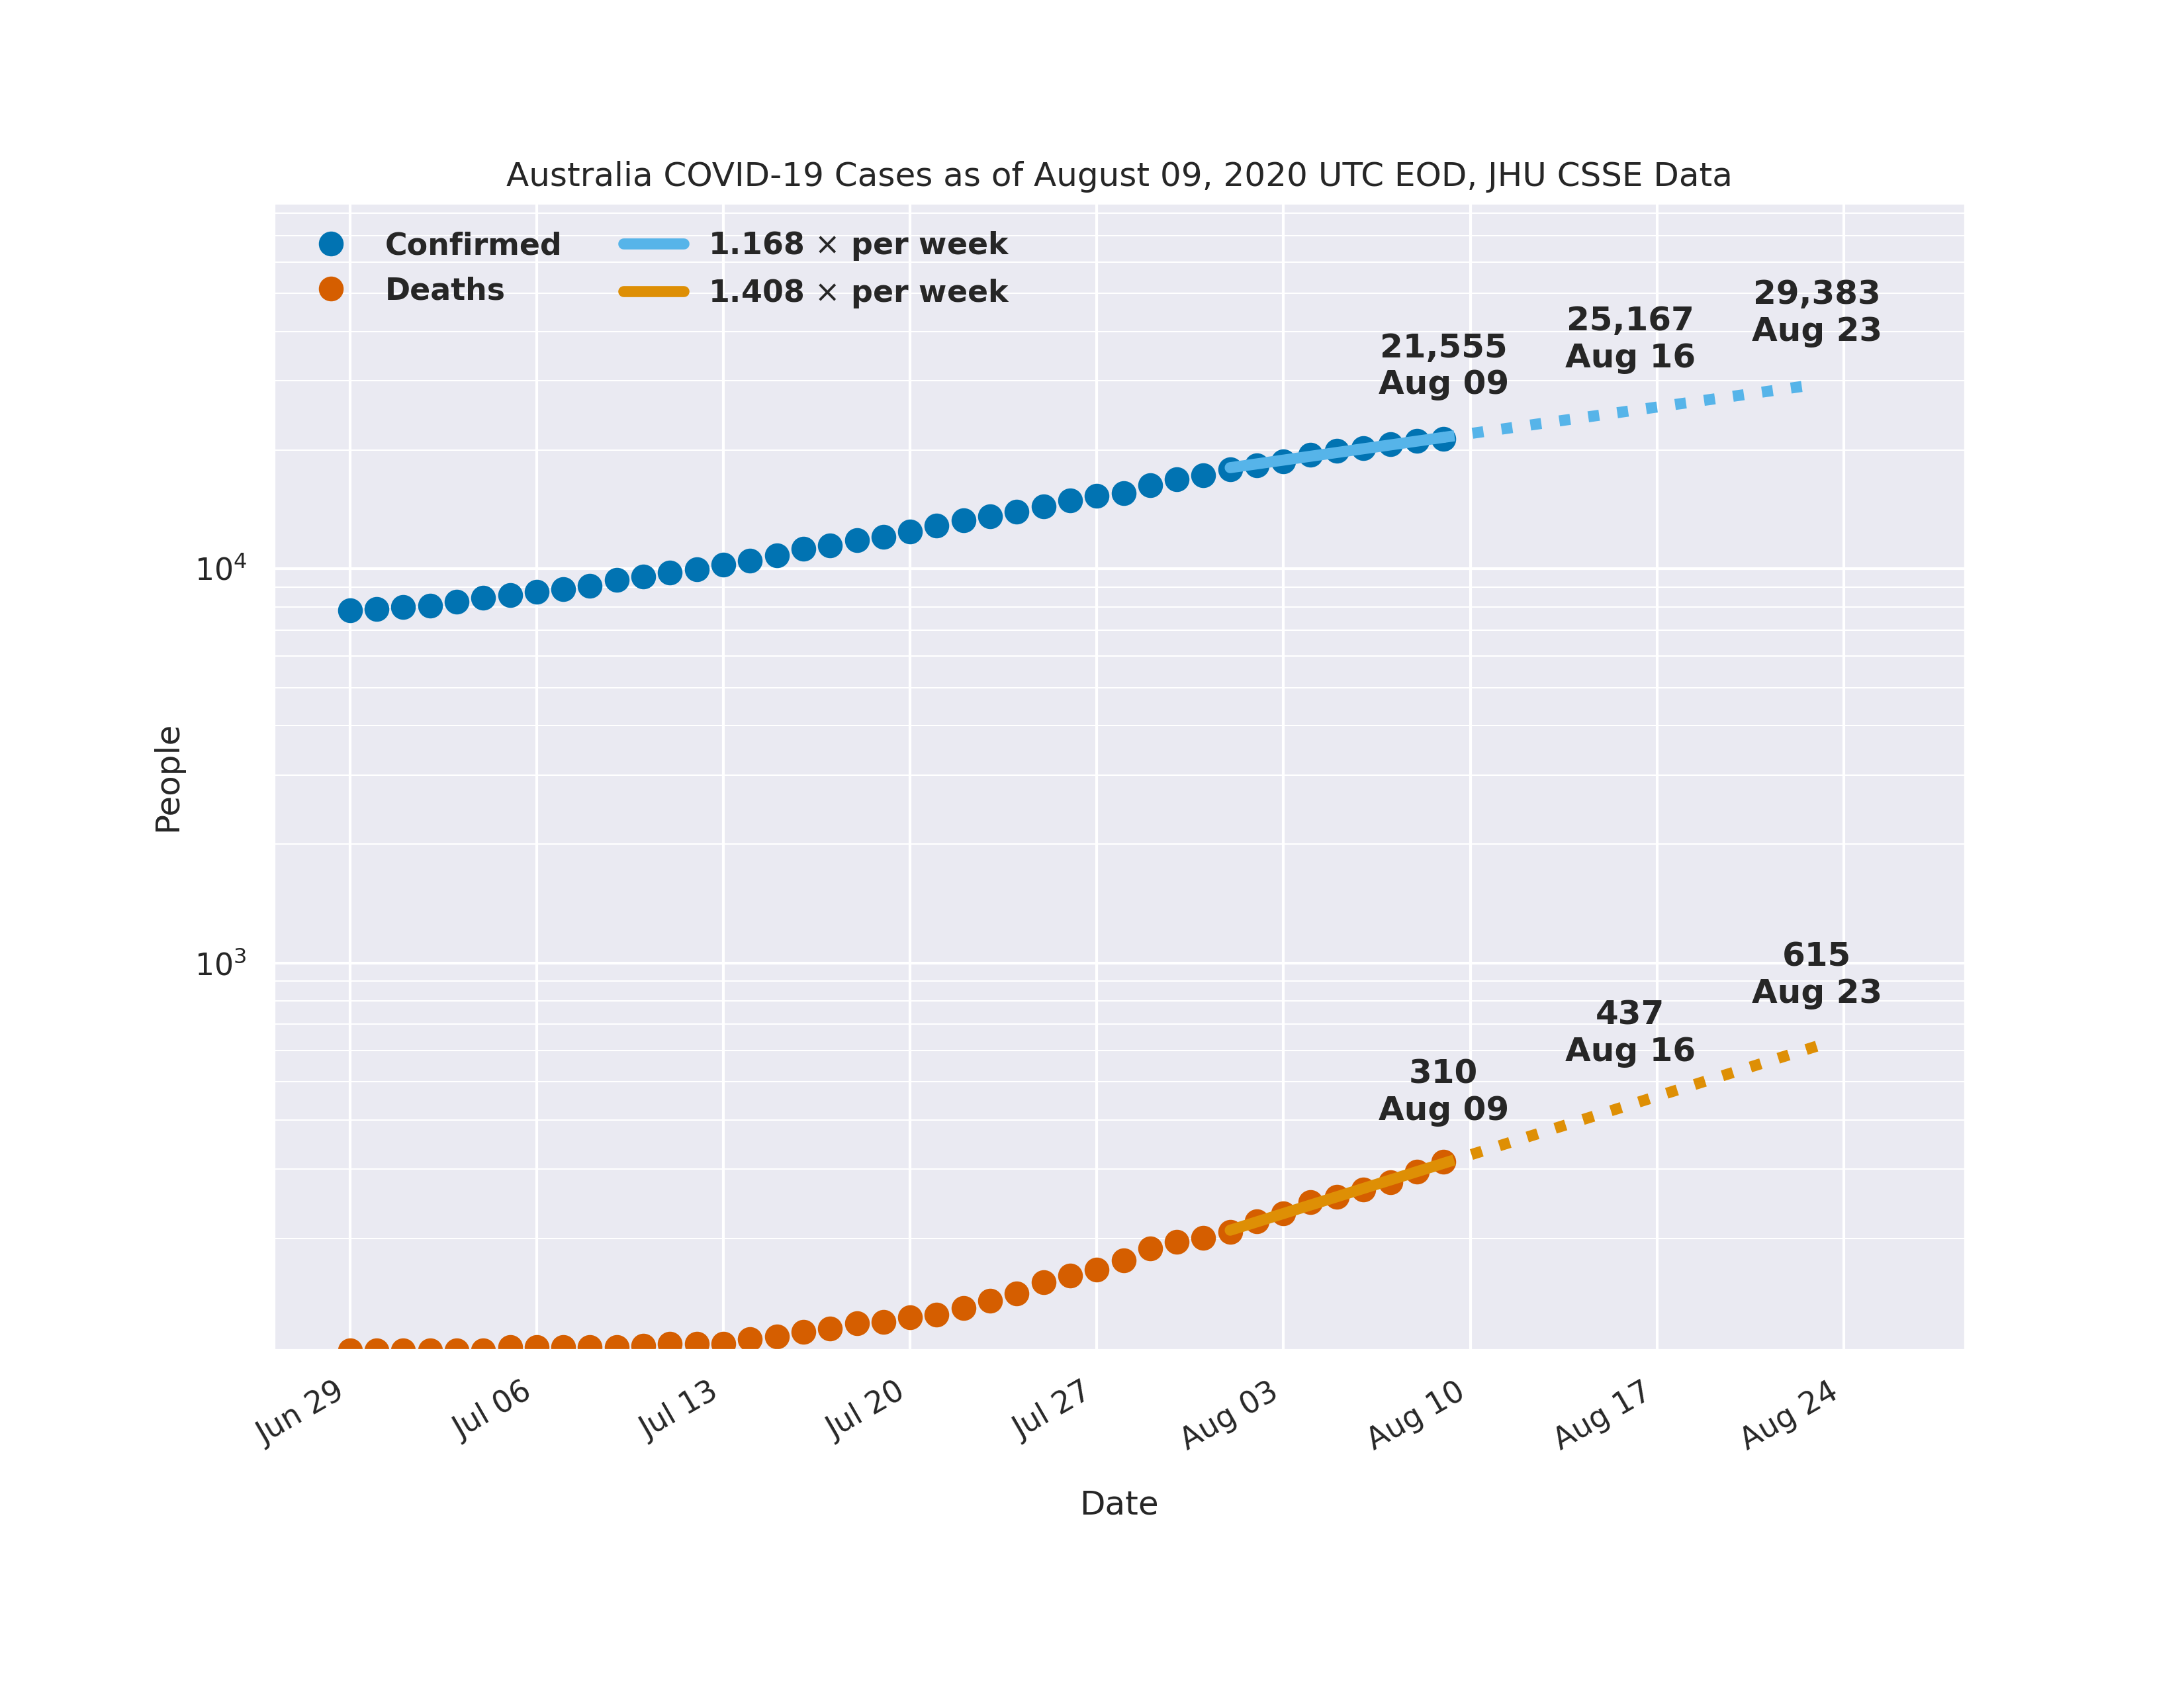 Australia COVID-19 Cases as of August 09, 2020 UTC EOD, JHU CSSE Data
Confirmed
Deaths
1.168 × per week
1.408 × per week
29,383
Aug 23
25,167
Aug 16
21,555
Aug 09
10⁴
People
10³
615
Aug 23
437
Aug 16
310
Aug 09
Jun 29
Jul 06
Jul 13
Jul 20
Jul 27
Aug 03
Aug 10
Aug 17
Aug 24
Date